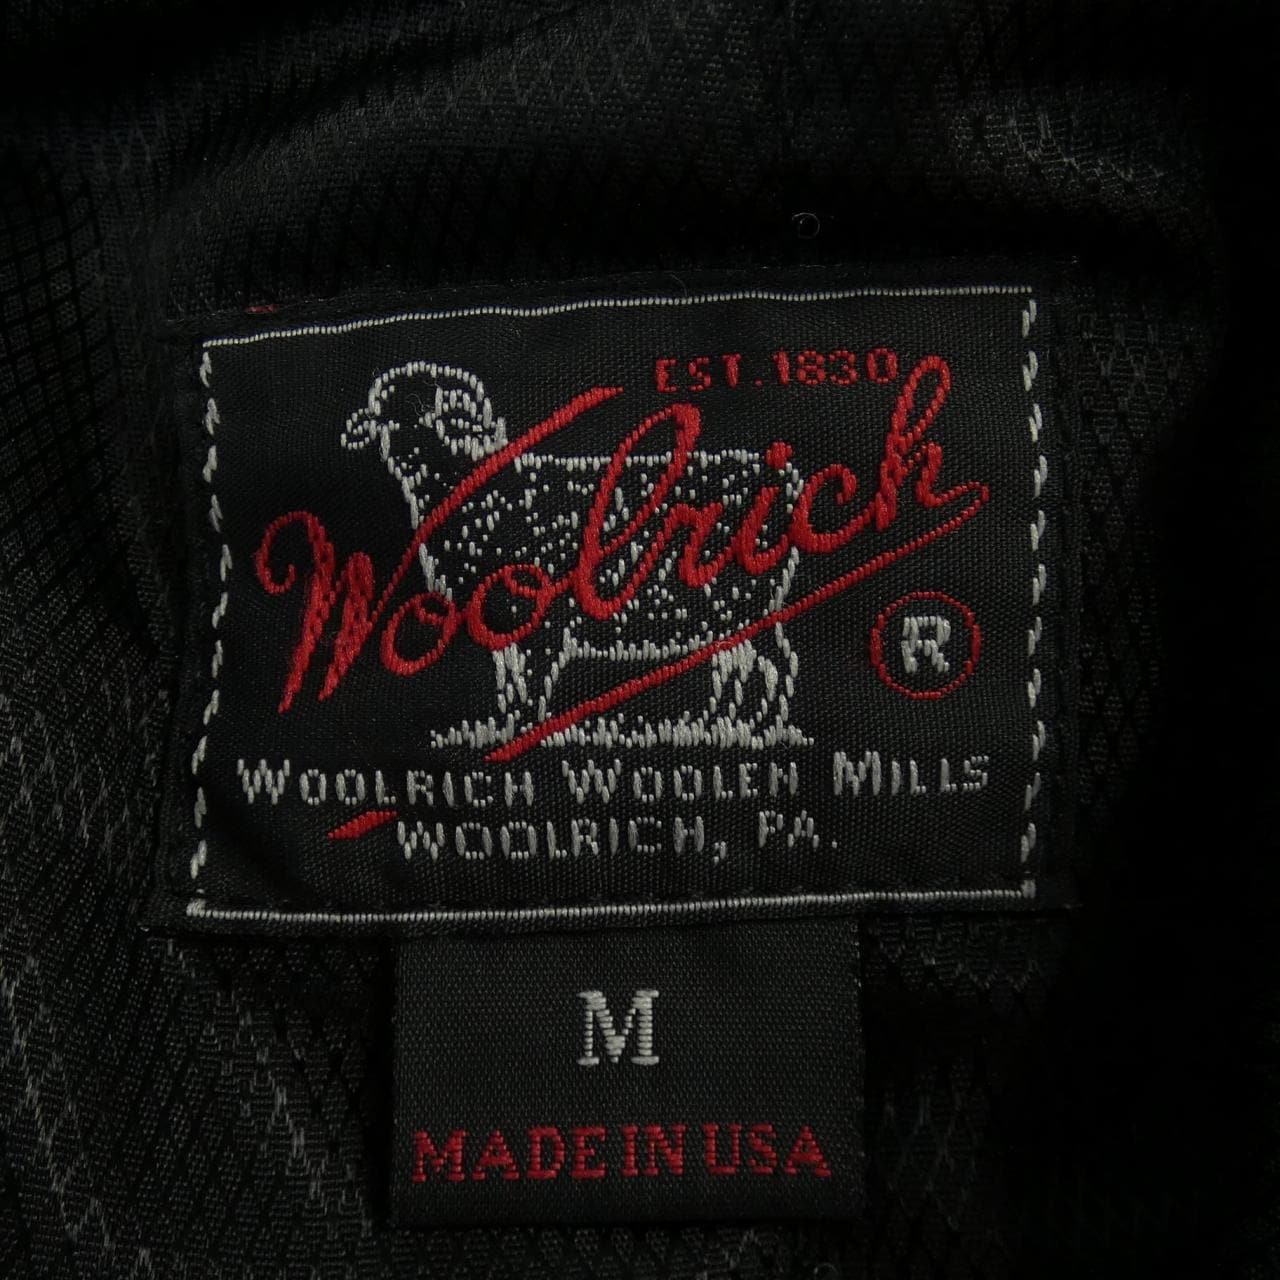 EST. 1830
Woolrich
R
WOOLRICH WOOLEN MILLS
WOOLRICH, PA.
M
MADE IN USA